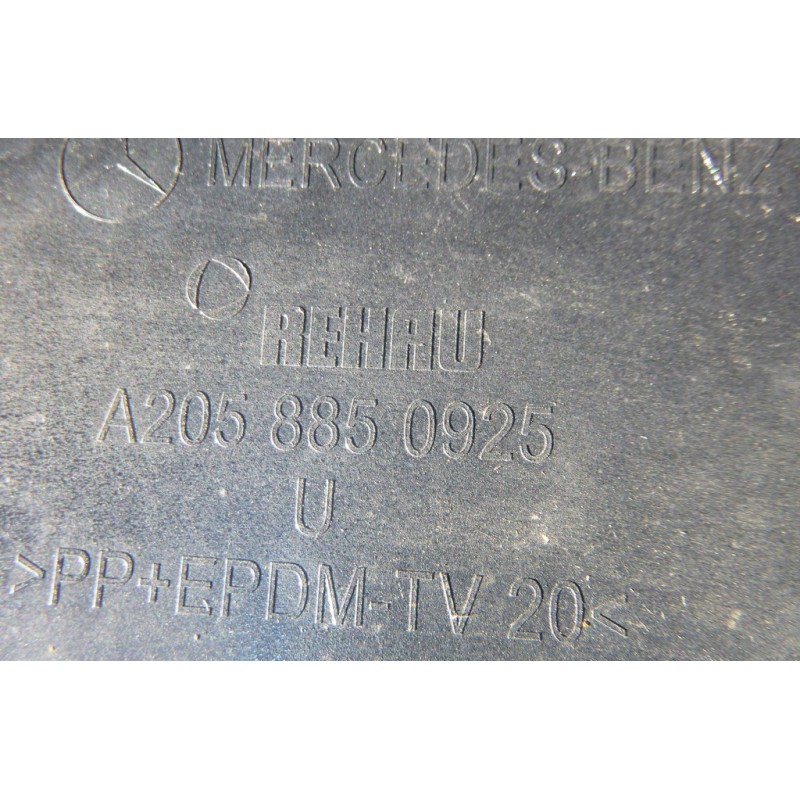 MERCEDES-BENZ
REHAU
A205 885 0925
U
>PP+EPDM-TV 20<